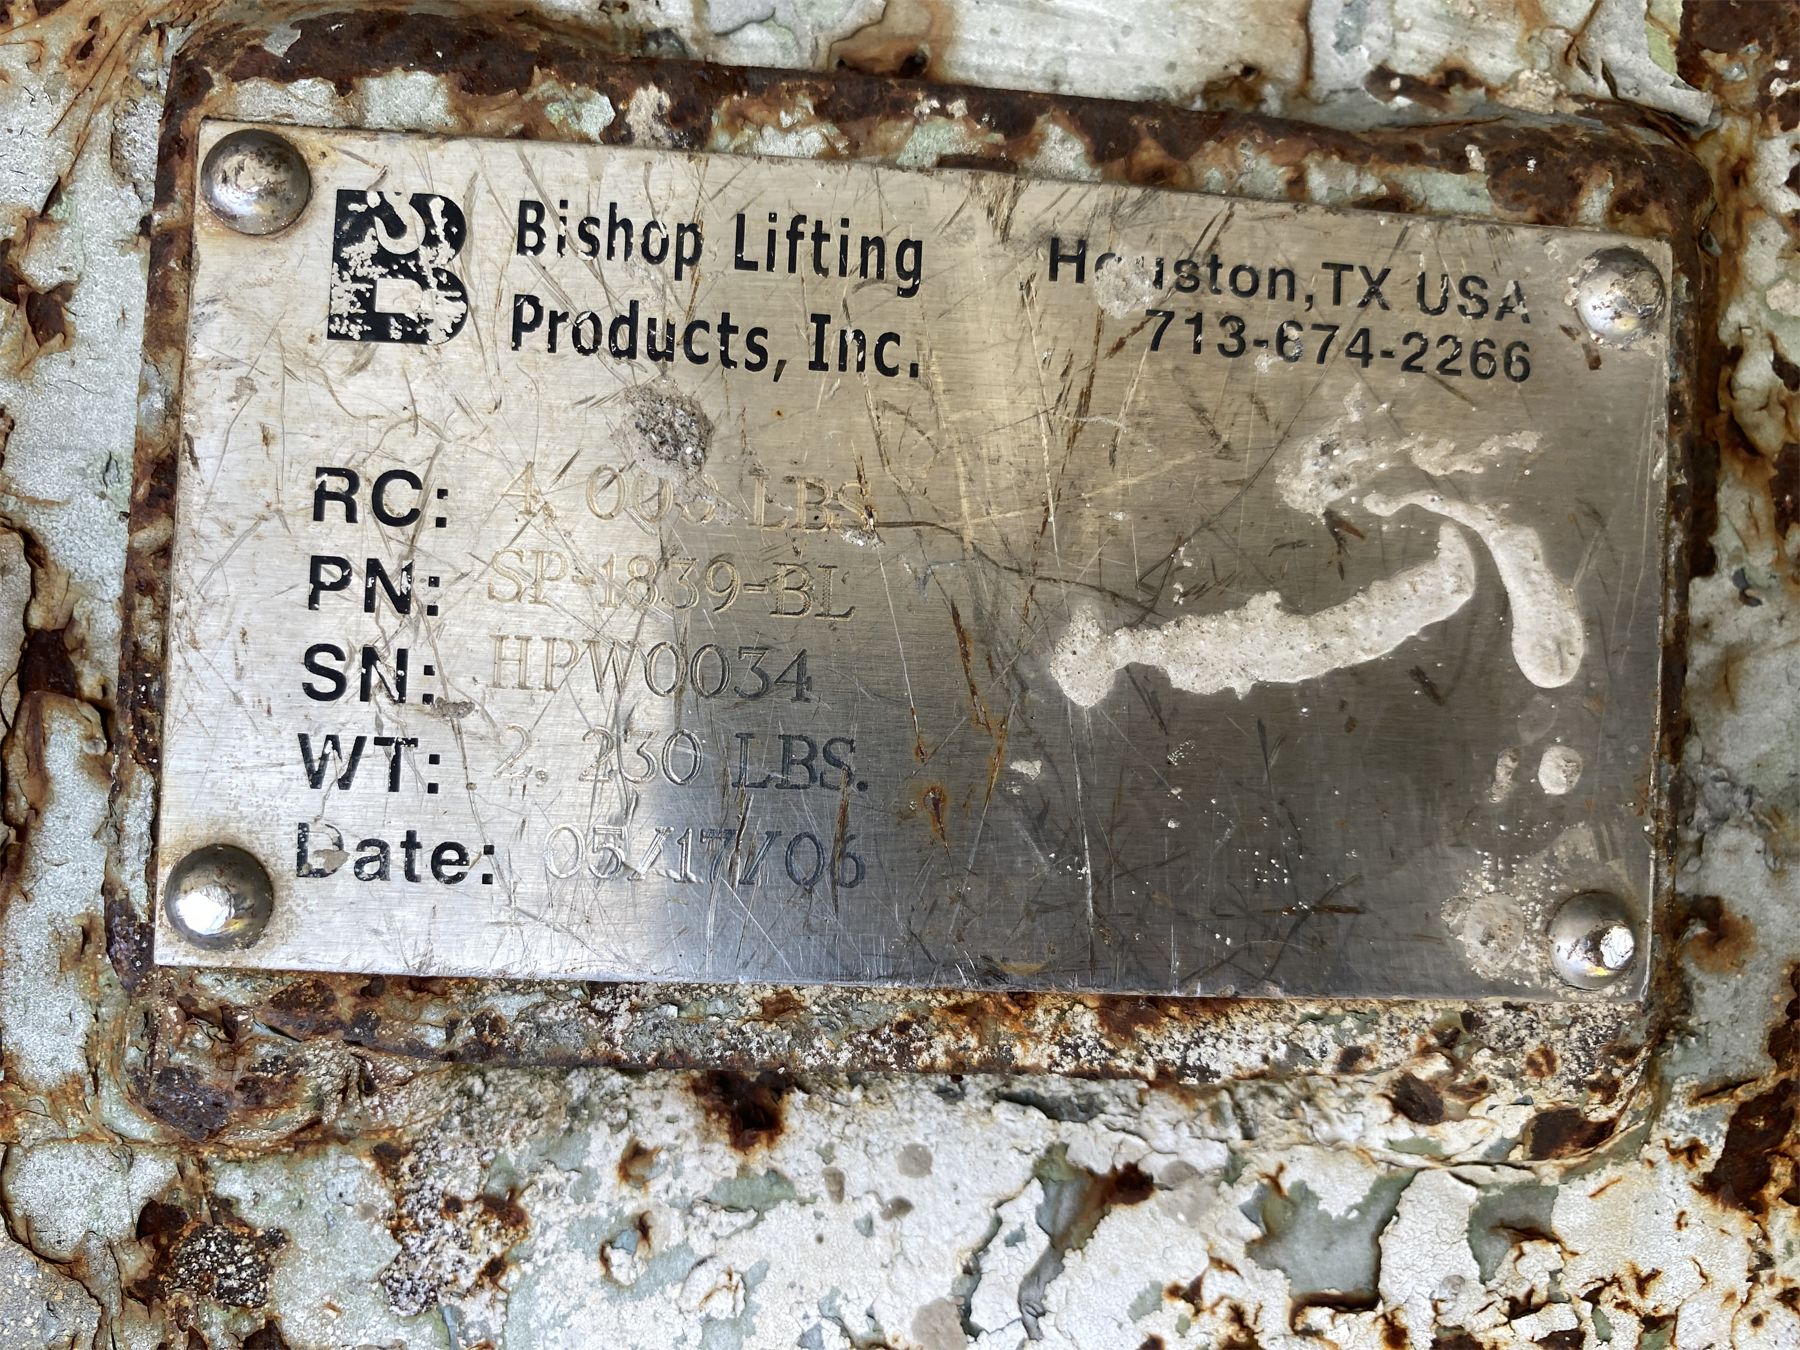 B
Bishop Lifting
Products, Inc.
Houston, TX USA
713-674-2266
RC: 4,000 LBS
PN: SP-1839-BL
SN: HPW0034
WT: 2,230 LBS.
Date: 05/17/06